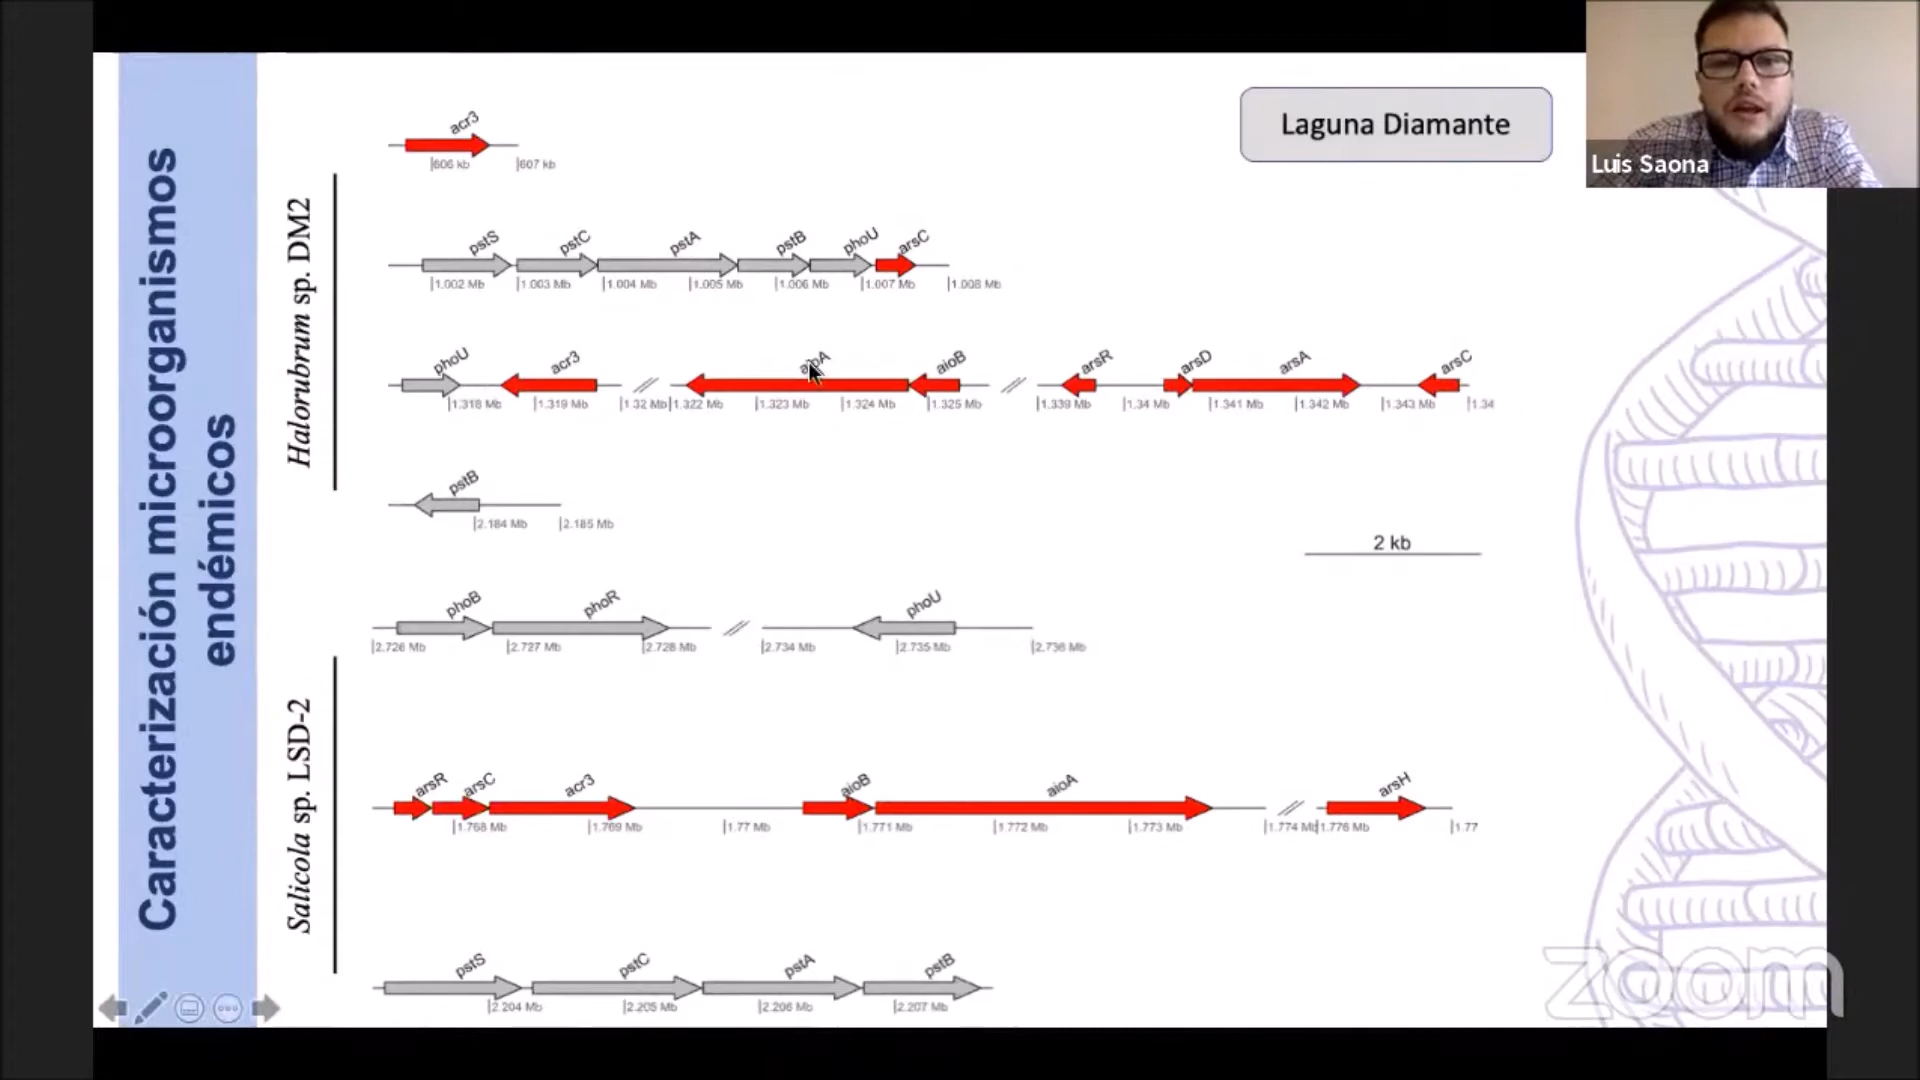 Caracterización microorganismos
endémicos
Laguna Diamante
Luis Saona
Halorubrum sp. DM2
acr3
606 kb 607 kb
pstS pstC pstA pstB phoU arsC
1.002 Mb 1.003 Mb 1.004 Mb 1.005 Mb 1.006 Mb 1.007 Mb 1.008 Mb
phoU acr3 // aioA aioB // arsR arsD arsA arsC
1.318 Mb 1.319 Mb 1.32 Mb 1.322 Mb 1.323 Mb 1.324 Mb 1.325 Mb 1.339 Mb 1.34 Mb 1.341 Mb 1.342 Mb 1.343 Mb 1.34
pstB
2.184 Mb 2.185 Mb
2 kb
Salicola sp. LSD-2
phoB phoR // phoU
2.726 Mb 2.727 Mb 2.728 Mb 2.734 Mb 2.735 Mb 2.736 Mb
arsR arsC acr3 aioB aioA // arsH
1.768 Mb 1.769 Mb 1.77 Mb 1.771 Mb 1.772 Mb 1.773 Mb 1.774 Mb 1.776 Mb 1.77
pstS pstC pstA pstB
2.204 Mb 2.205 Mb 2.206 Mb 2.207 Mb
zoom